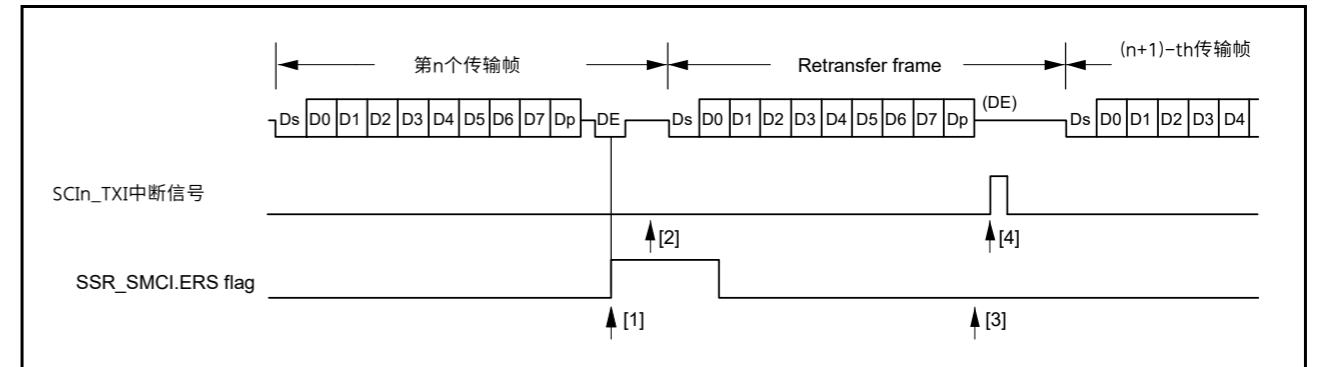 第n个传输帧 Retransfer frame (n+1)-th传输帧
(DE)
Ds D0 D1 D2 D3 D4 D5 D6 D7 Dp DE Ds D0 D1 D2 D3 D4 D5 D6 D7 Dp Ds D0 D1 D2 D3 D4
SCIn_TXI中断信号
[2] [4]
SSR_SMCI.ERS flag
[1] [3]